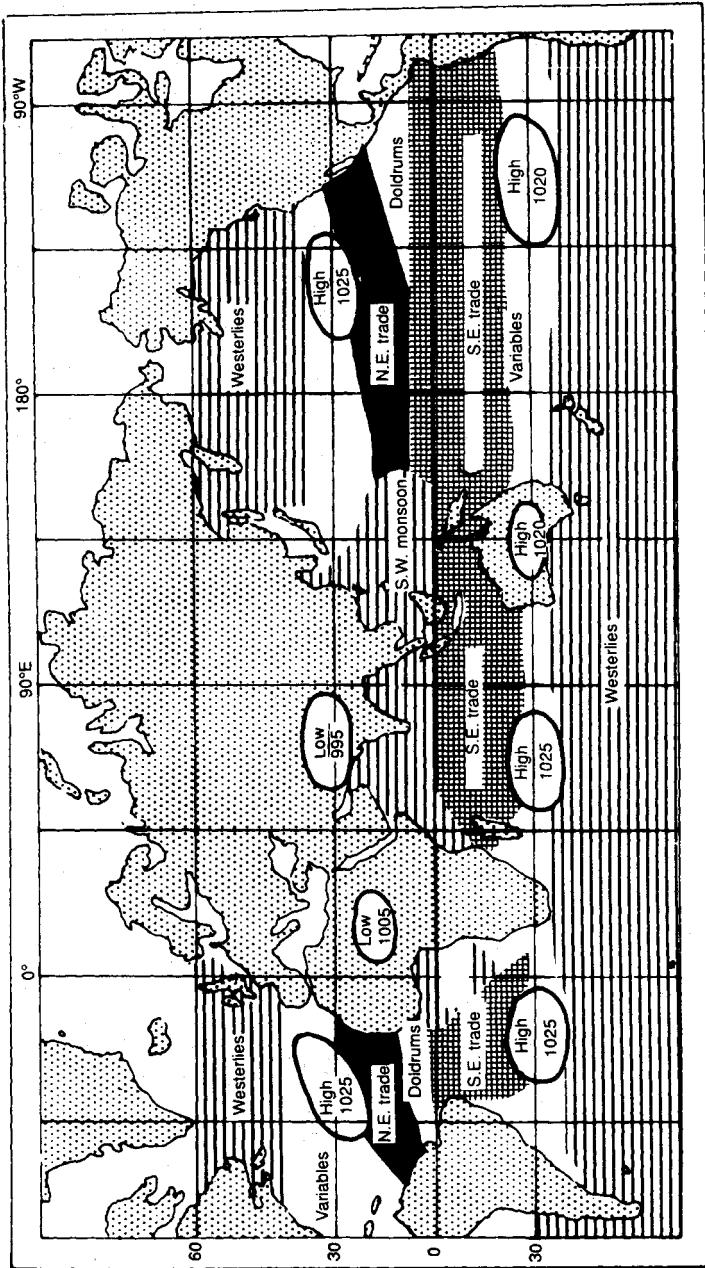 0°
90°E
180°
90°W
60
Westerlies
Westerlies
Variables
30
High
1025
Low
995
High
1025
Low
1005
N.E. trade
N.E. trade
S.W. monsoon
Doldrums
Doldrums
0
S.E. trade
S.E. trade
S.E. trade
Variables
30
High
1025
High
1025
High
1020
High
1020
Westerlies